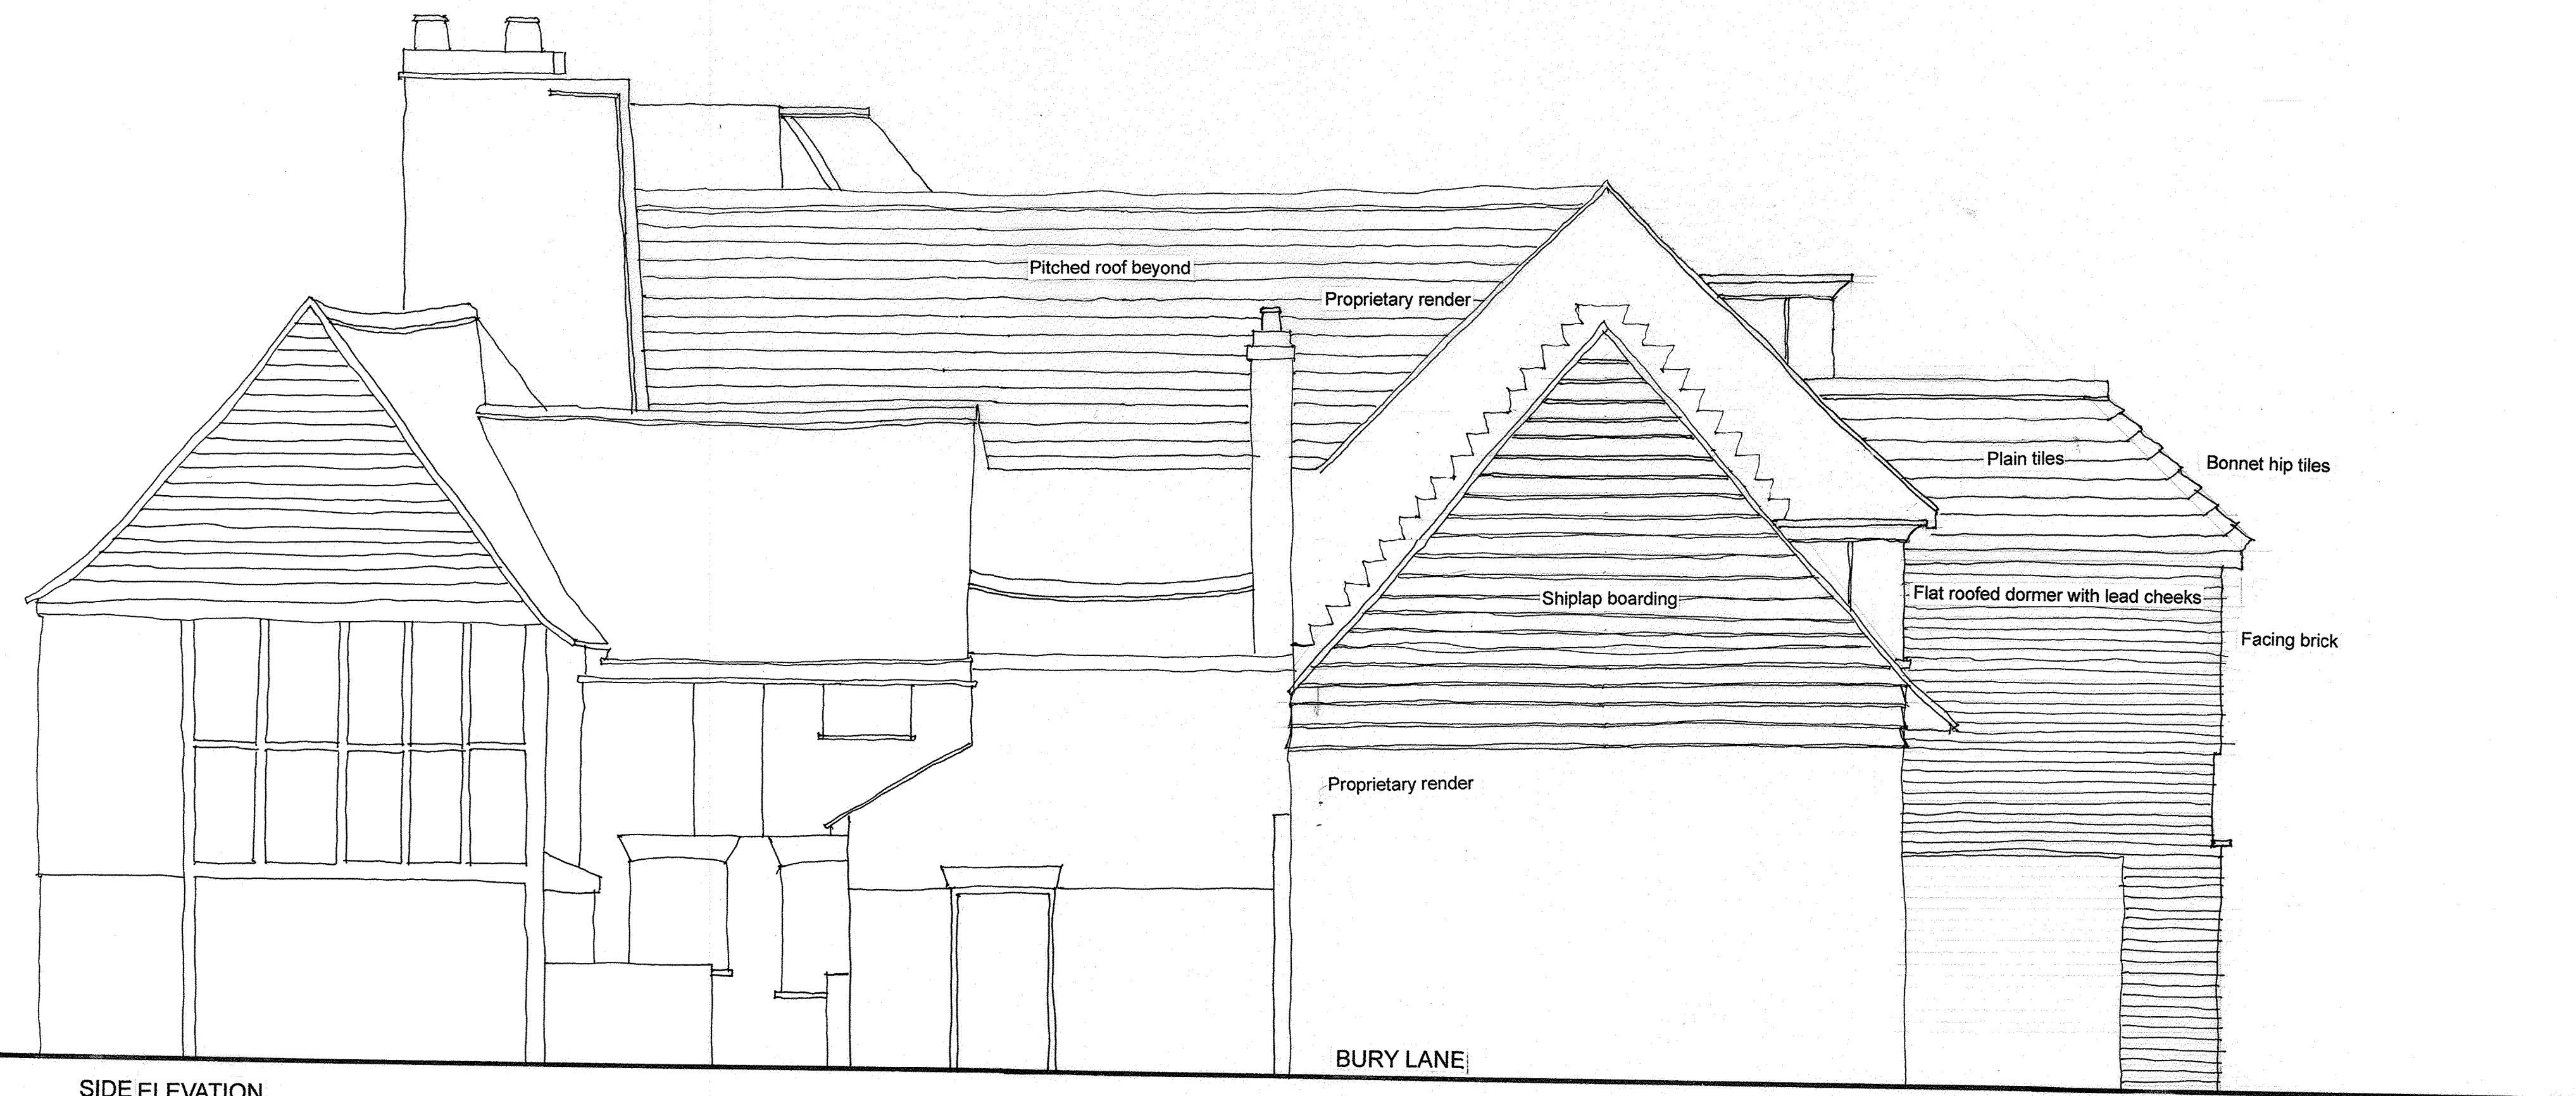 Pitched roof beyond
Proprietary render
Plain tiles
Bonnet hip tiles
Shiplap boarding
Flat roofed dormer with lead cheeks
Facing brick
Proprietary render
BURY LANE
SIDE ELEVATION